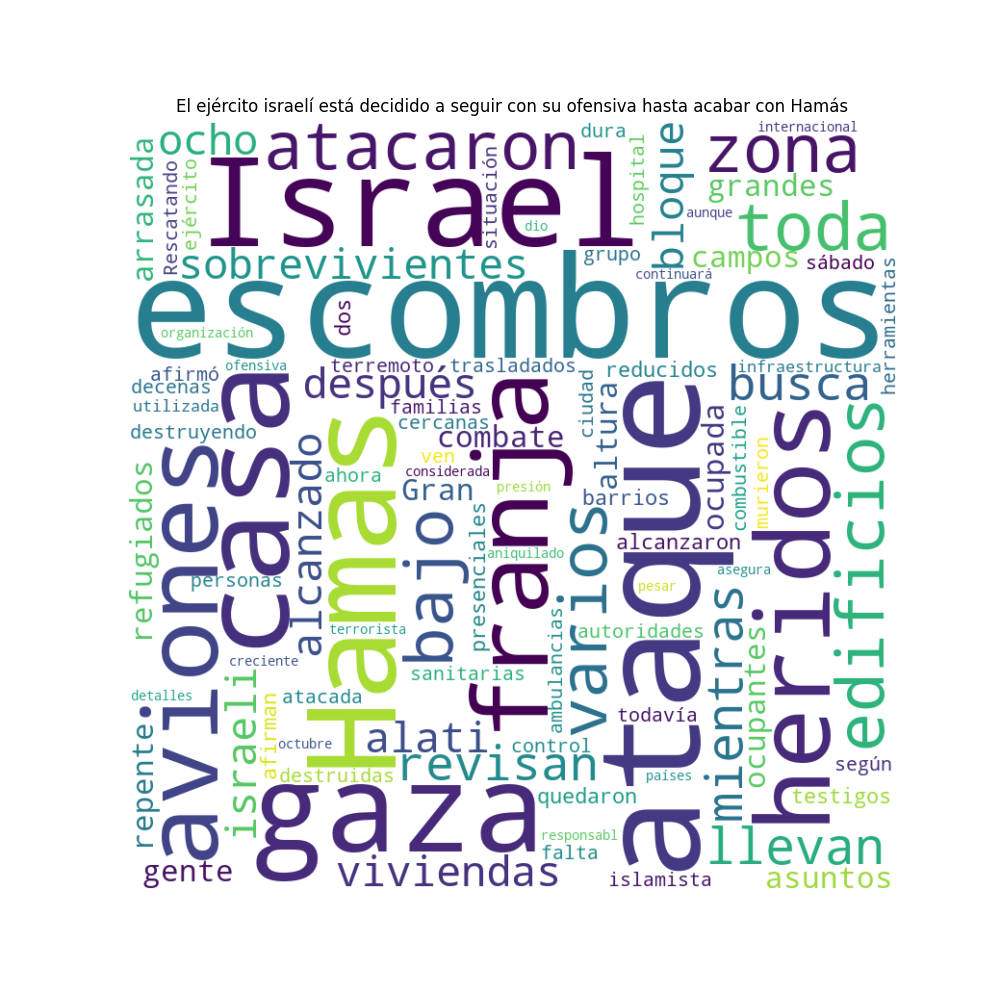 El ejército israelí está decidido a seguir con su ofensiva hasta acabar con Hamás
internacional
ocho
atacaron
dura
zona
arrasada
Rescatando
ejército
Israel
situación
hospital
bloque
grandes
dio
aunque
toda
sobrevivientes
grupo
campos
sábado
continuará
herramientas
escombros
organización
dos
afirmó
ofensiva
terremoto
trasladados
reducidos
infraestructura
decenas
después
busca
utilizada
familias
ciudad
altura
cercanas
destruyendo
casa
combate
ocupada
combustible
ven
considerada
ahora
Gran
presión
murieron
alcanzado
Hamas
franja
barrios
ataque
heridos
edificios
refugiados
aviones.
bajo
presenciales
varios
alcanzaron
aniquilado
asegura
personas
pesar
terrorista
ambulancias.
autoridades
mientras
ocupantes
creciente
sanitarias
detalles
atacada
todavía
repente
israeli
afirman
octubre
alati.
control
revisan
según
destruidas
países
gaza
quedaron
testigos
responsabl
llevan
falta
gente
viviendas
islamista
asuntos